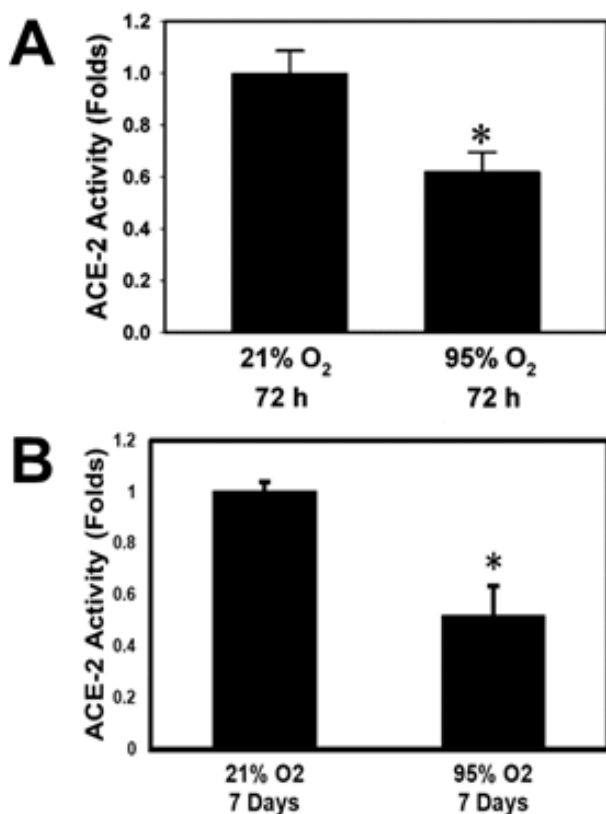 A
ACE-2 Activity (Folds)
1.2
1.0
0.8
0.6
0.4
0.2
0.0
*
21% O₂ 95% O₂
72 h 72 h
B
ACE-2 Activity (Folds)
1.2
1
0.8
0.6
0.4
0.2
0
*
21% O2 95% O2
7 Days 7 Days